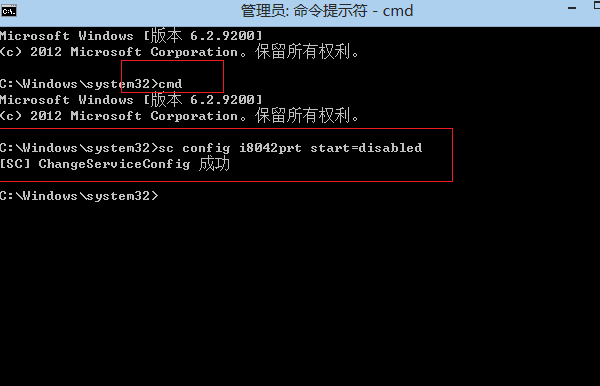 管理员: 命令提示符 - cmd
Microsoft Windows [版本 6.2.9200]
(c) 2012 Microsoft Corporation。保留所有权利。
C:\Windows\system32>cmd
Microsoft Windows [版本 6.2.9200]
(c) 2012 Microsoft Corporation。保留所有权利。
C:\Windows\system32>sc config i8042prt start=disabled
[SC] ChangeServiceConfig 成功
C:\Windows\system32>